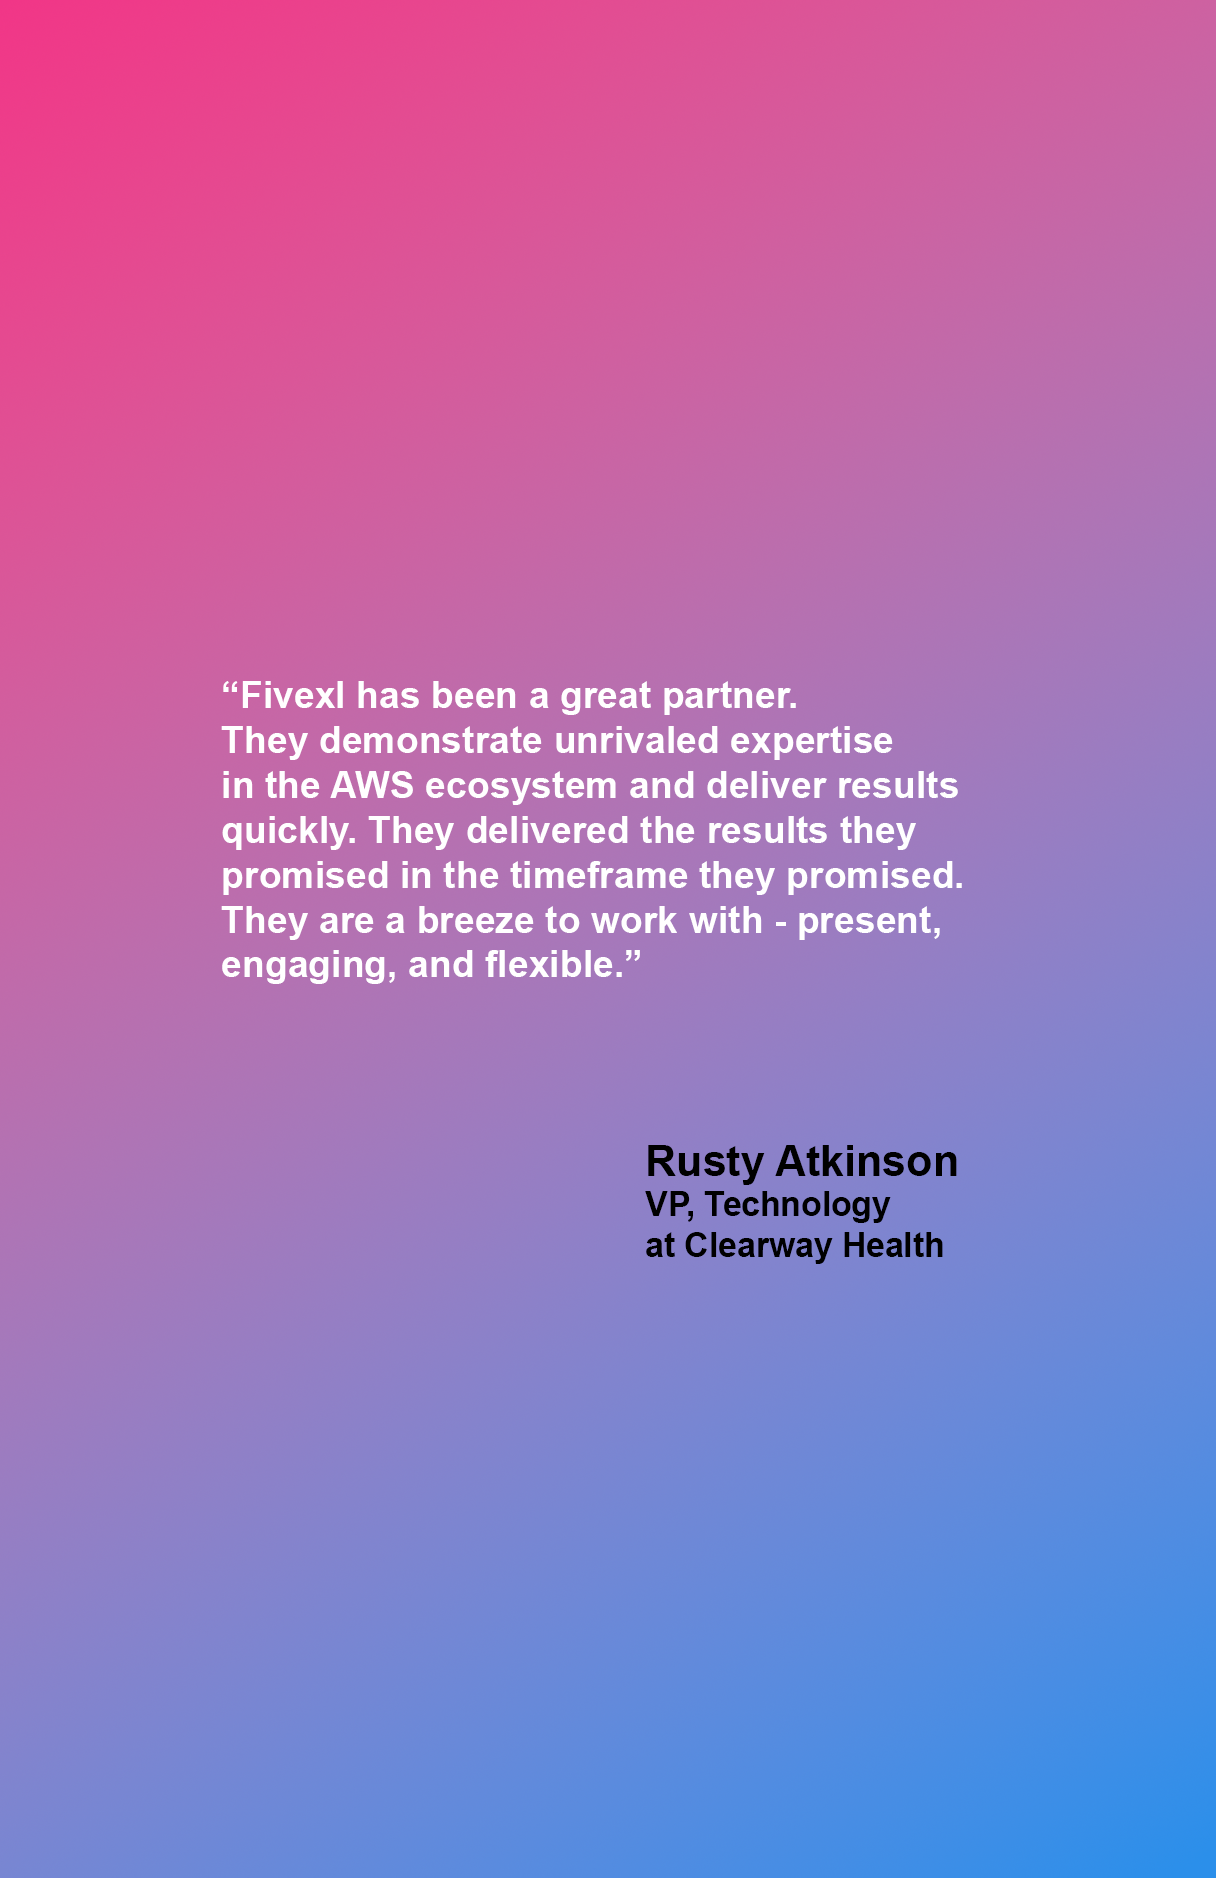 “Fivexl has been a great partner.
They demonstrate unrivaled expertise
in the AWS ecosystem and deliver results
quickly. They delivered the results they
promised in the timeframe they promised.
They are a breeze to work with - present,
engaging, and flexible.”
Rusty Atkinson
VP, Technology
at Clearway Health